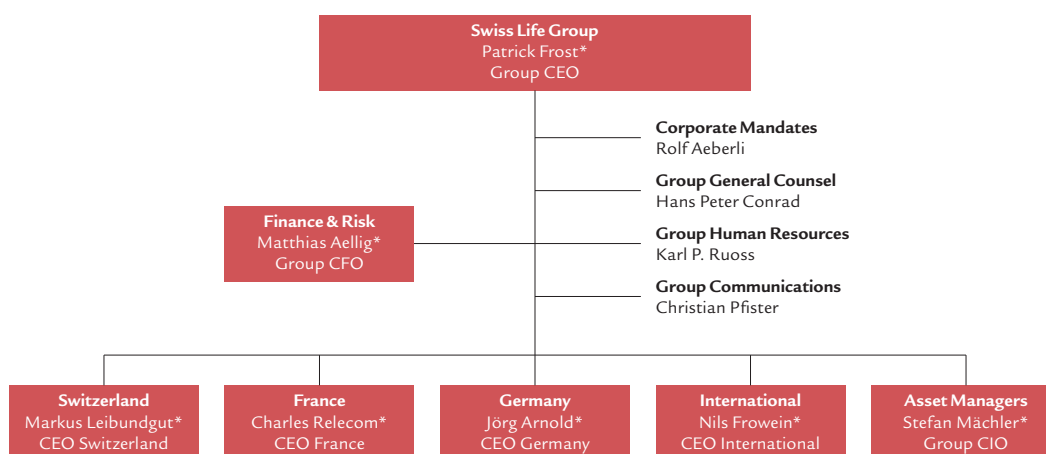 Swiss Life Group
Patrick Frost*
Group CEO
Corporate Mandates
Rolf Aeberli
Group General Counsel
Hans Peter Conrad
Finance & Risk
Matthias Aellig*
Group CFO
Group Human Resources
Karl P. Ruoss
Group Communications
Christian Pfister
Switzerland
Markus Leibundgut*
CEO Switzerland
France
Charles Relecom*
CEO France
Germany
Jörg Arnold*
CEO Germany
International
Nils Frowein*
CEO International
Asset Managers
Stefan Mächler*
Group CIO